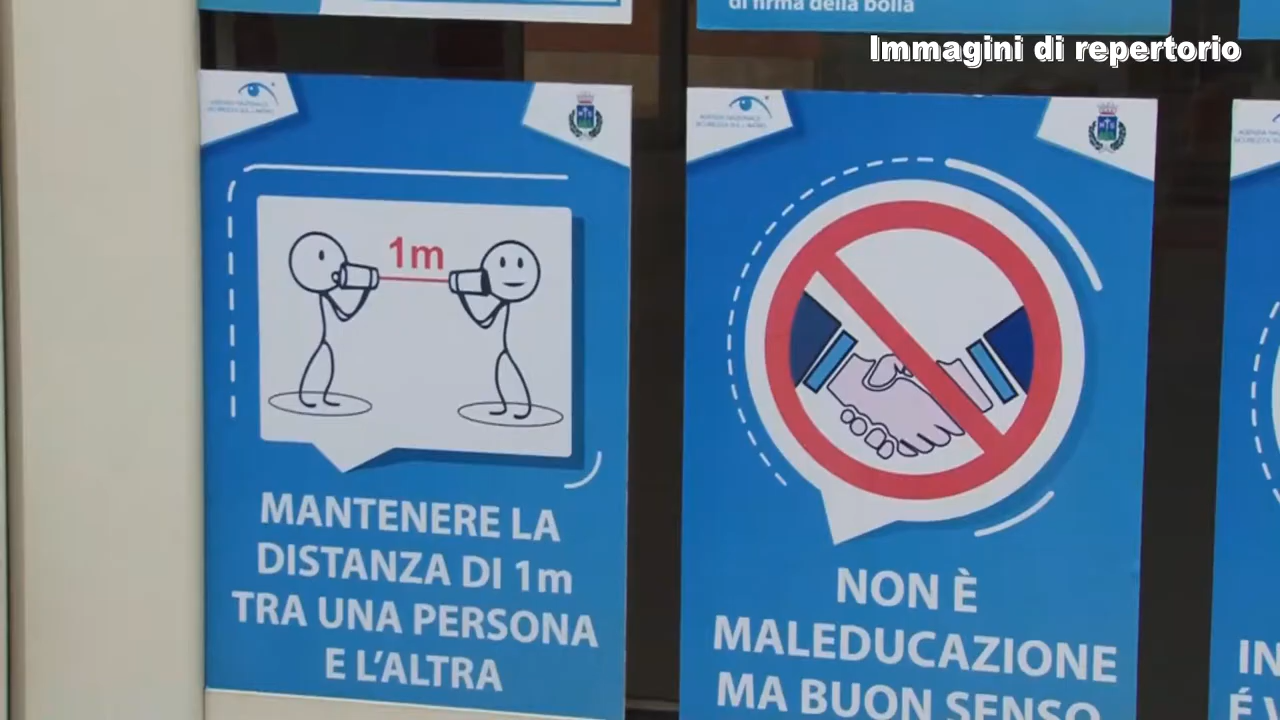 di firma della bolla
Immagini di repertorio
1m
MANTENERE LA
DISTANZA DI 1m
TRA UNA PERSONA
E L'ALTRA
NON È
MALEDUCAZIONE
MA BUON SENSO
IN
É